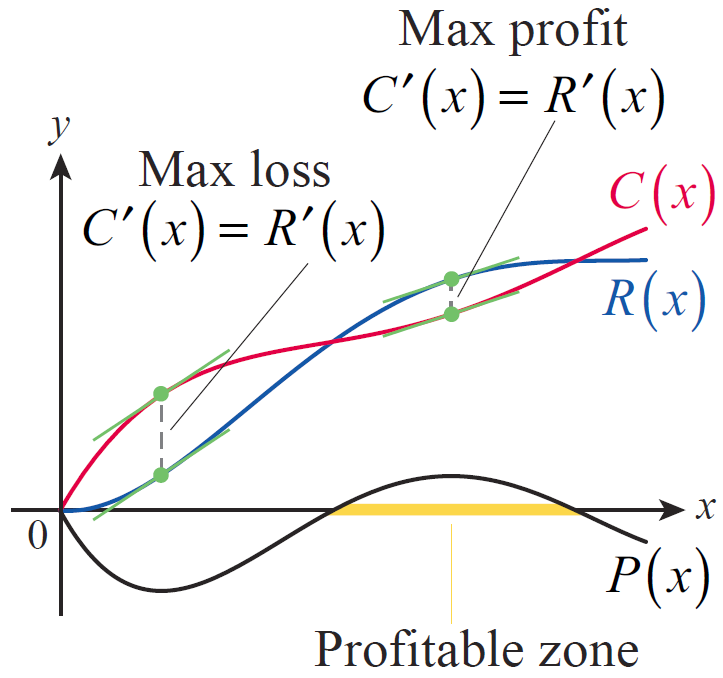 Max profit
C′(x) = R′(x)
y
Max loss
C′(x) = R′(x)
C(x)
R(x)
x
0
P(x)
Profitable zone